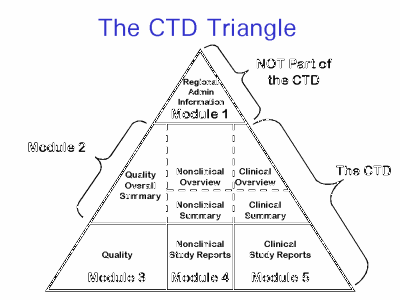 The CTD Triangle
NOT Part of
the CTD
Regional
Admin
Information
Module 1
Module 2
The CTD
Quality
Overall
Summary
Nonclinical
Overview
Clinical
Overview
Nonclinical
Summary
Clinical
Summary
Quality
Nonclinical
Study Reports
Clinical
Study Reports
Module 3
Module 4
Module 5